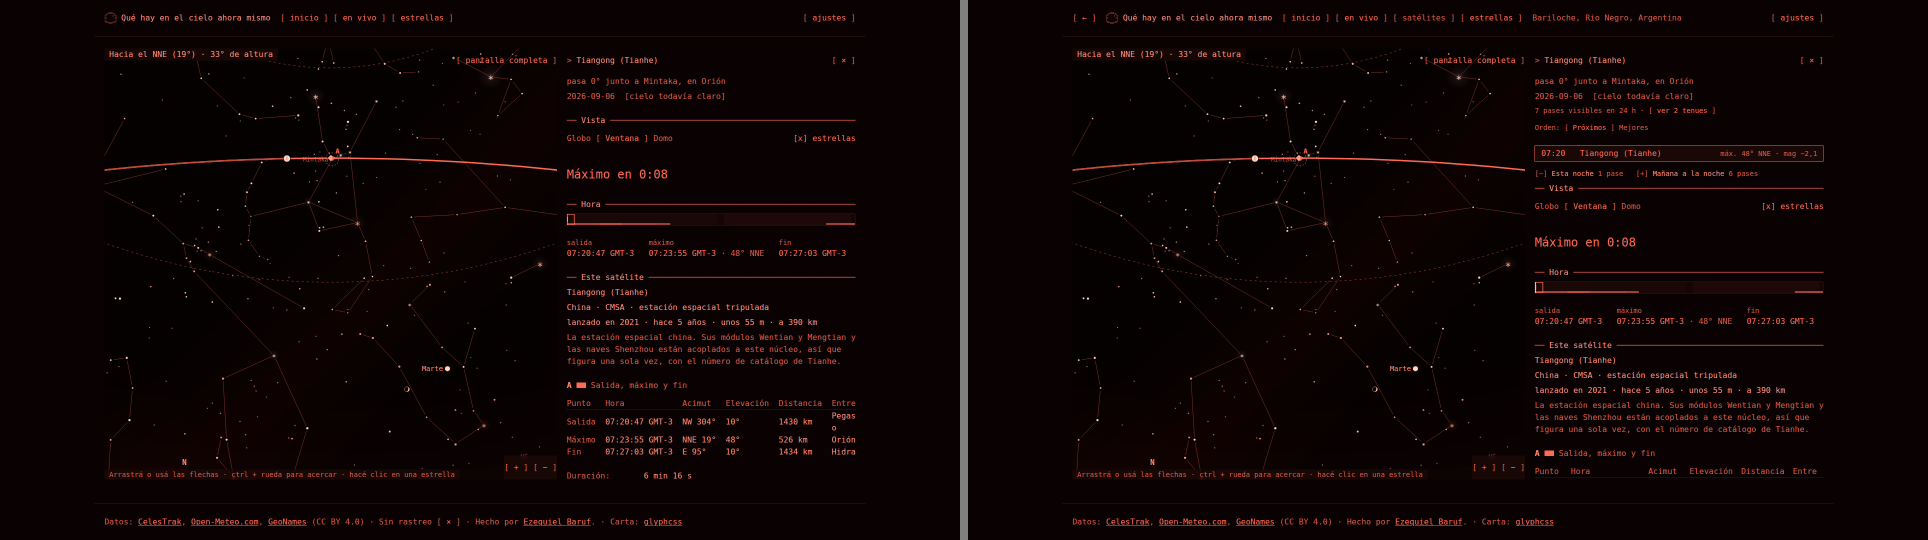 Qué hay en el cielo ahora mismo [ inicio ] [ en vivo ] [ estrellas ] [ ajustes ]
Hacia el NNE (19°) · 33° de altura
[ pantalla completa ]
Mintaka
A
Marte
N
[ + ] [ − ]
Arrastrá o usá las flechas · ctrl + rueda para acercar · hacé clic en una estrella
> Tiangong (Tianhe) [ × ]
pasa 0° junto a Mintaka, en Orión
2026-09-06 [cielo todavía claro]
Vista
Globo [ Ventana ] Domo [x] estrellas
Máximo en 0:08
Hora
salida máximo fin
07:20:47 GMT-3 07:23:55 GMT-3 · 48° NNE 07:27:03 GMT-3
Este satélite
Tiangong (Tianhe)
China · CMSA · estación espacial tripulada
lanzado en 2021 · hace 5 años · unos 55 m · a 390 km
La estación espacial china. Sus módulos Wentian y Mengtian y
las naves Shenzhou están acoplados a este núcleo, así que
figura una sola vez, con el número de catálogo de Tianhe.
A Salida, máximo y fin
Punto Hora Acimut Elevación Distancia Entre
Salida 07:20:47 GMT-3 NW 304° 10° 1430 km Pegas
o
Máximo 07:23:55 GMT-3 NNE 19° 48° 526 km Orión
Fin 07:27:03 GMT-3 E 95° 10° 1434 km Hidra
Duración: 6 min 16 s
Datos: CelesTrak, Open-Meteo.com, GeoNames (CC BY 4.0) · Sin rastreo [ × ] · Hecho por Ezequiel Baruf. · Carta: glyphcss
[ ← ] Qué hay en el cielo ahora mismo [ inicio ] [ en vivo ] [ satélites ] [ estrellas ] Bariloche, Rio Negro, Argentina [ ajustes ]
Hacia el NNE (19°) · 33° de altura
[ pantalla completa ]
Mintaka
A
Marte
N
[ + ] [ − ]
Arrastrá o usá las flechas · ctrl + rueda para acercar · hacé clic en una estrella
> Tiangong (Tianhe) [ × ]
pasa 0° junto a Mintaka, en Orión
2026-09-06 [cielo todavía claro]
7 pases visibles en 24 h · [ ver 2 tenues ]
Orden: [ Próximos ] Mejores
07:20 Tiangong (Tianhe) máx. 48° NNE · mag −2,1
[−] Esta noche 1 pase [+] Mañana a la noche 6 pases
Vista
Globo [ Ventana ] Domo [x] estrellas
Máximo en 0:08
Hora
salida máximo fin
07:20:47 GMT-3 07:23:55 GMT-3 · 48° NNE 07:27:03 GMT-3
Este satélite
Tiangong (Tianhe)
China · CMSA · estación espacial tripulada
lanzado en 2021 · hace 5 años · unos 55 m · a 390 km
La estación espacial china. Sus módulos Wentian y Mengtian y
las naves Shenzhou están acoplados a este núcleo, así que
figura una sola vez, con el número de catálogo de Tianhe.
A Salida, máximo y fin
Punto Hora Acimut Elevación Distancia Entre
Datos: CelesTrak, Open-Meteo.com, GeoNames (CC BY 4.0) · Hecho por Ezequiel Baruf. · Carta: glyphcss